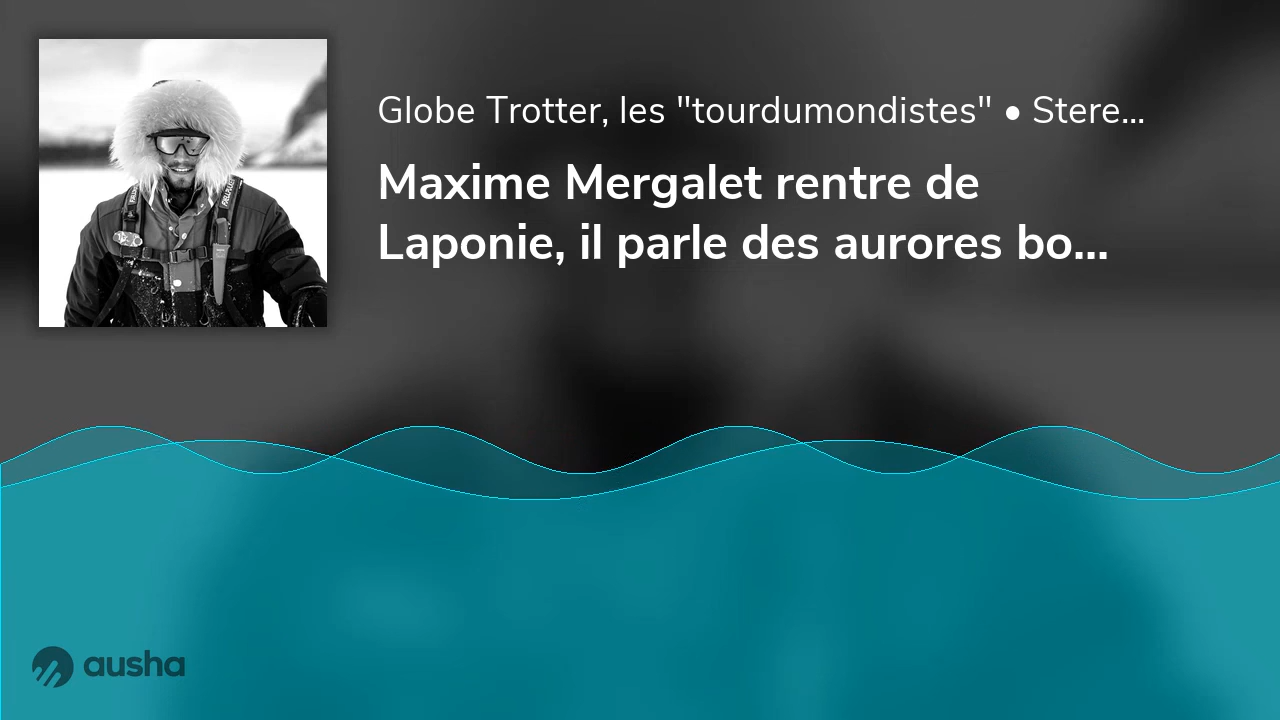 Globe Trotter, les "tourdumondistes" • Stere...
Maxime Mergalet rentre de
Laponie, il parle des aurores bo...
ausha